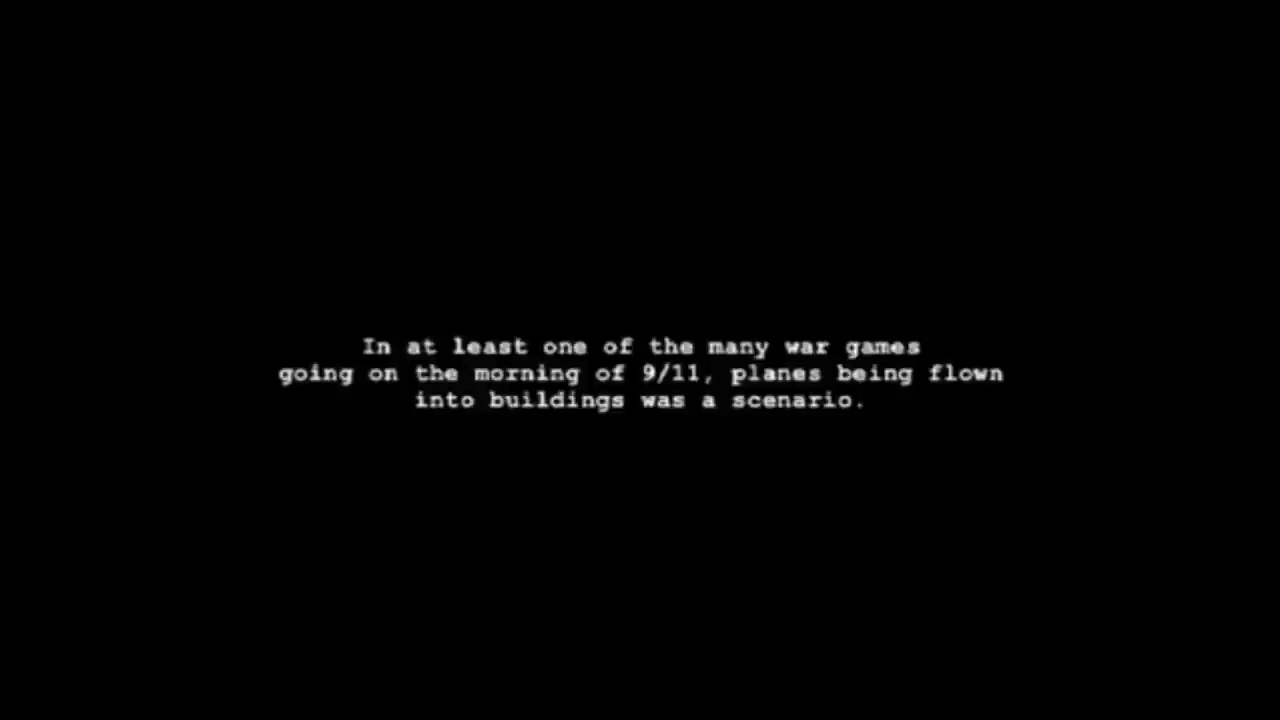 In at least one of the many war games
going on the morning of 9/11, planes being flown
into buildings was a scenario.